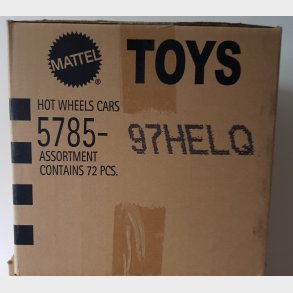 MATTEL
®
TOYS
HOT WHEELS CARS
5785- 97HELQ
ASSORTMENT
CONTAINS 72 PCS.